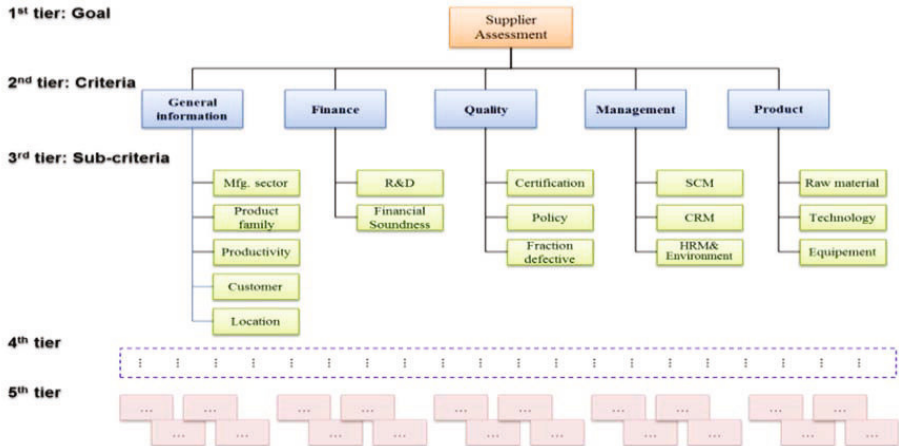 1st tier: Goal
Supplier
Assessment
2nd tier: Criteria
General
information
Finance
Quality
Management
Product
3rd tier: Sub-criteria
Mfg. sector
R&D
Certification
SCM
Raw material
Product
family
Financial
Soundness
Policy
CRM
Technology
Productivity
Fraction
defective
HRM&
Environment
Equipement
Customer
Location
4th tier
⋮ ⋮ ⋮ ⋮ ⋮ ⋮ ⋮ ⋮ ⋮ ⋮ ⋮ ⋮ ⋮ ⋮ ⋮ ⋮ ⋮ ⋮ ⋮ ⋮
5th tier
... ... ... ... ... ... ... ... ... ...
... ... ... ... ... ... ... ... ... ...